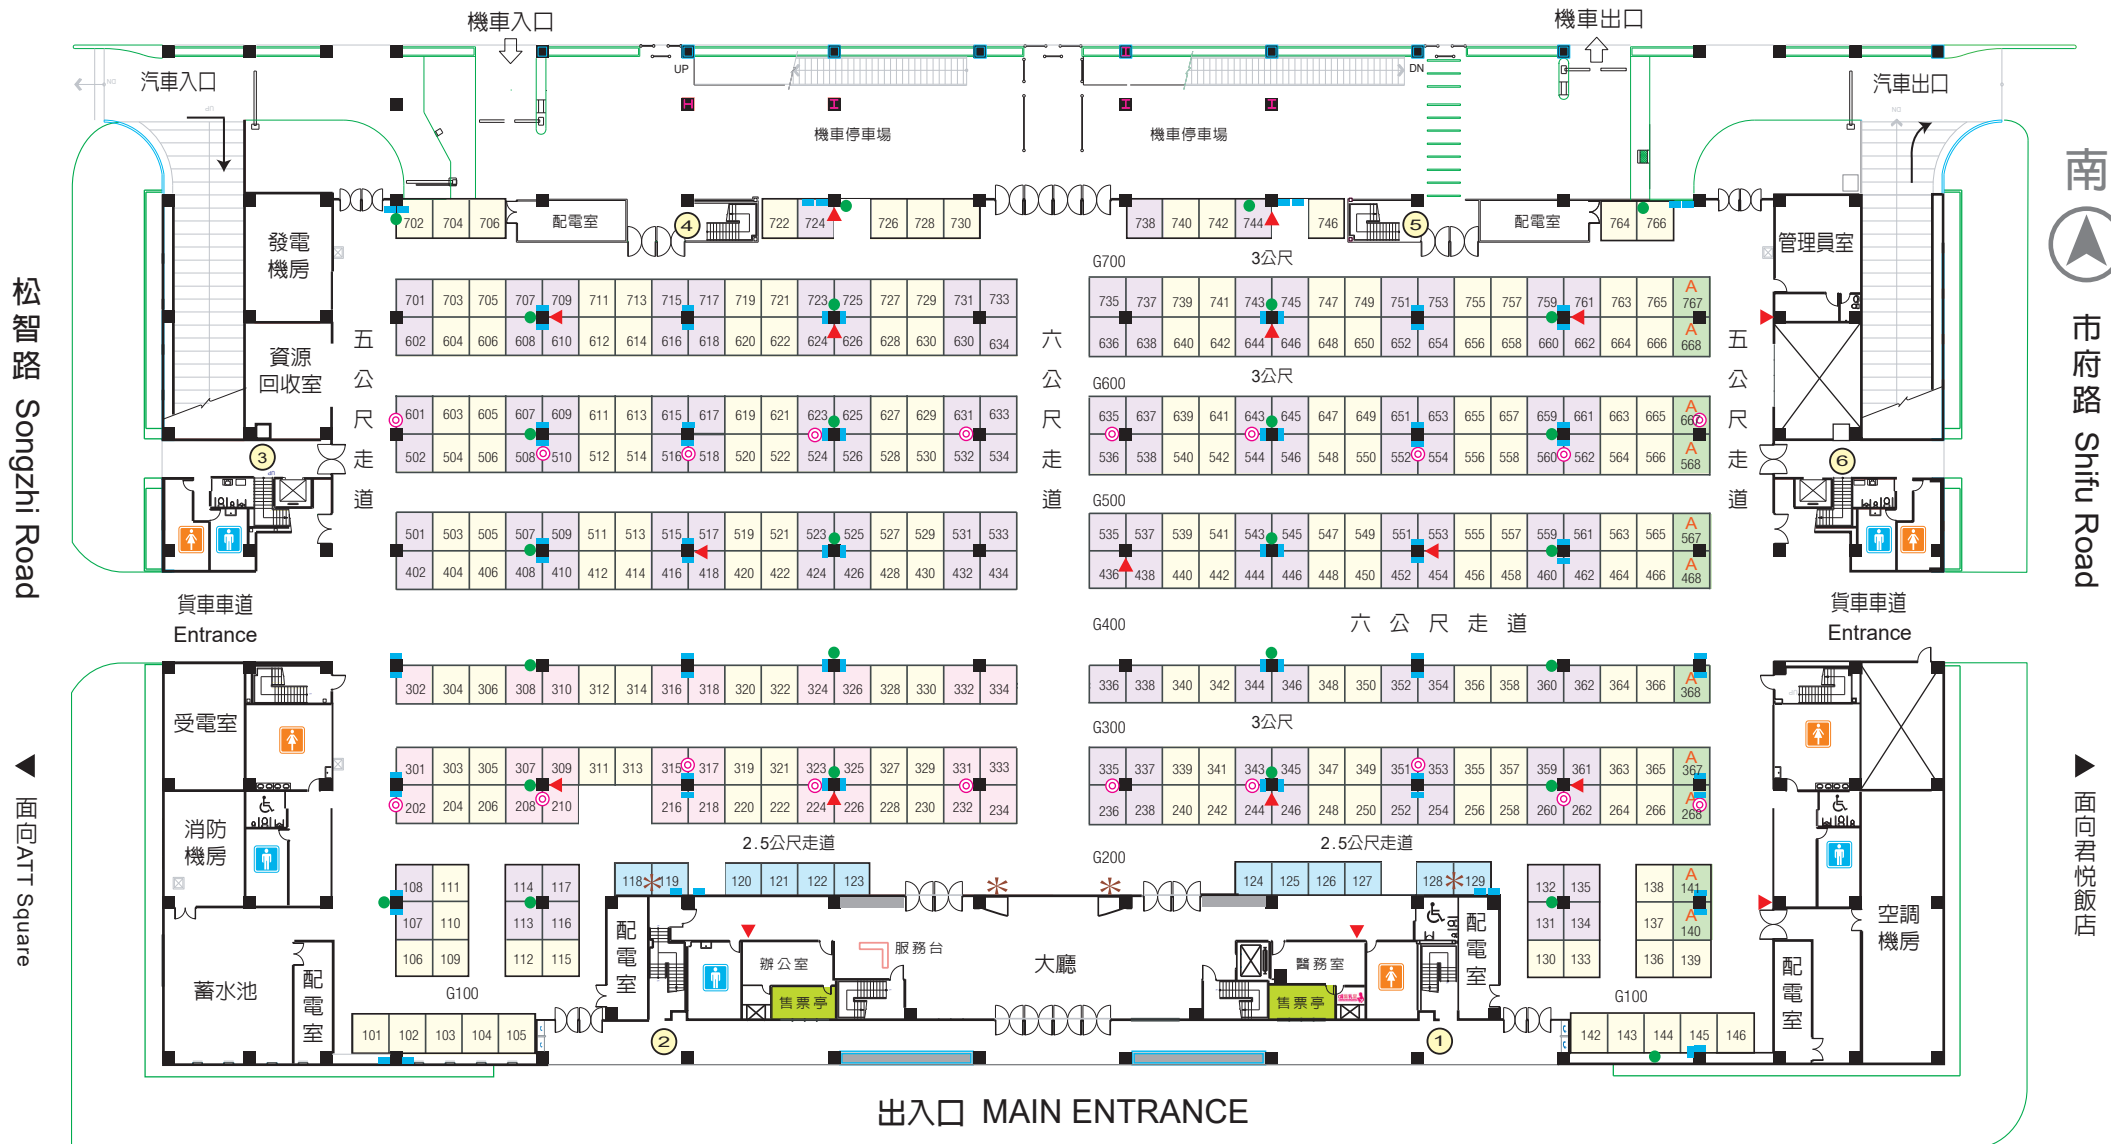 機車入口
機車出口
汽車入口
UP
DN
汽車出口
機車停車場
機車停車場
南
702 704 706
配電室
4
722 724 726 728 730
738 740 742 744 746
5
配電室
764 766
發電
機房
管理員室
G700
3公尺
701 703 705 707 709 711 713 715 717 719 721 723 725 727 729 731 733
735 737 739 741 743 745 747 749 751 753 755 757 759 761 763 765 A 767
602 604 606 608 610 612 614 616 618 620 622 624 626 628 630 630 634
636 638 640 642 644 646 648 650 652 654 656 658 660 662 664 666 A 668
資源
回收室
五公尺走道
六公尺走道
五公尺走道
松智路 Songzhi Road
市府路 Shifu Road
G600
3公尺
601 603 605 607 609 611 613 615 617 619 621 623 625 627 629 631 633
635 637 639 641 643 645 647 649 651 653 655 657 659 661 663 665 A 667
502 504 506 508 510 512 514 516 518 520 522 524 526 528 530 532 534
536 538 540 542 544 546 548 550 552 554 556 558 560 562 564 566 A 568
3
6
G500
501 503 505 507 509 511 513 515 517 519 521 523 525 527 529 531 533
535 537 539 541 543 545 547 549 551 553 555 557 559 561 563 565 A 567
402 404 406 408 410 412 414 416 418 420 422 424 426 428 430 432 434
436 438 440 442 444 446 448 450 452 454 456 458 460 462 464 466 A 468
貨車車道
Entrance
貨車車道
Entrance
G400
六公尺走道
302 304 306 308 310 312 314 316 318 320 322 324 326 328 330 332 334
336 338 340 342 344 346 348 350 352 354 356 358 360 362 364 366 A 368
受電室
G300
3公尺
301 303 305 307 309 311 313 315 317 319 321 323 325 327 329 331 333
335 337 339 341 343 345 347 349 351 353 355 357 359 361 363 365 A 367
202 204 206 208 210 216 218 220 222 224 226 228 230 232 234
236 238 240 242 244 246 248 250 252 254 256 258 260 262 264 266 A 268
消防
機房
2.5公尺走道
2.5公尺走道
G200
面向ATT Square
面向君悅飯店
118 119 120 121 122 123
124 125 126 127 128 129
108 111 114 117
107 110 113 116
106 109 112 115
132 135 138 A 141
131 134 137 A 140
130 133 136 139
配電室
配電室
空調
機房
辦公室
服務台
大廳
醫務室
售票亭
售票亭
蓄水池
配電室
配電室
G100
G100
101 102 103 104 105
142 143 144 145 146
2
1
出入口 MAIN ENTRANCE